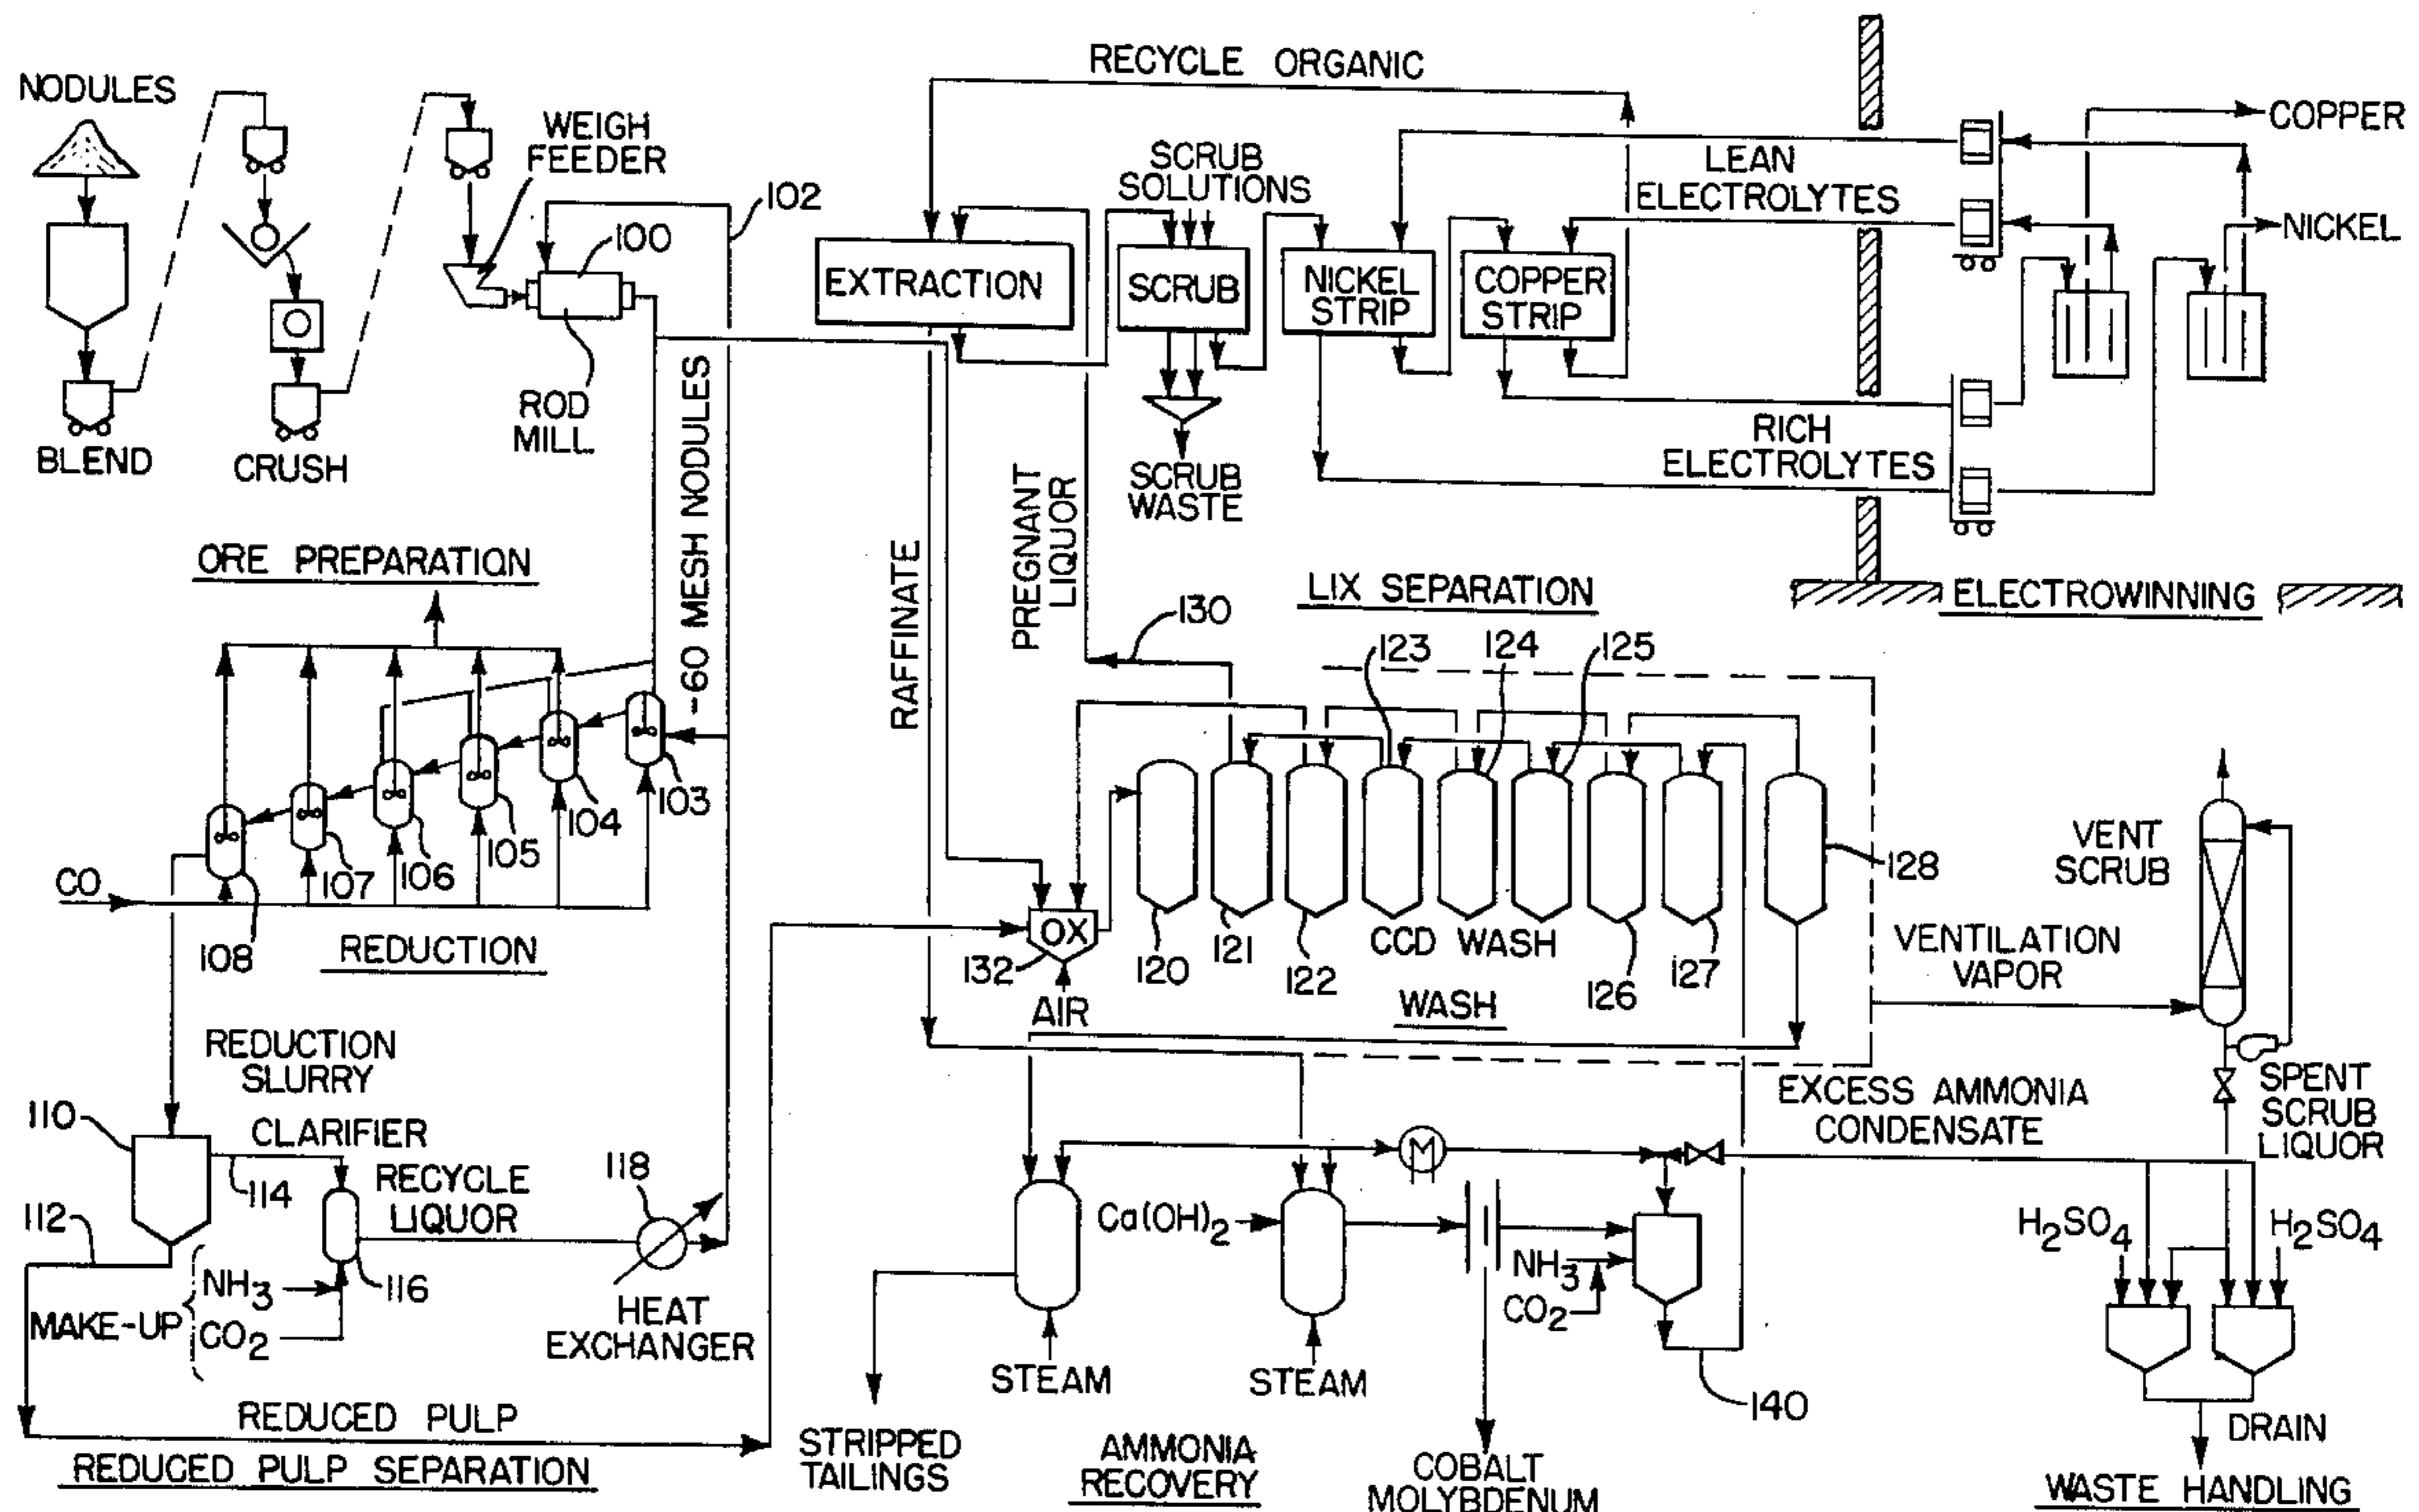 NODULES
BLEND
CRUSH
WEIGH
FEEDER
102
100
ROD
MILL
-60 MESH NODULES
ORE PREPARATION
RECYCLE ORGANIC
EXTRACTION
SCRUB
SOLUTIONS
SCRUB
SCRUB
WASTE
NICKEL
STRIP
COPPER
STRIP
LEAN
ELECTROLYTES
RICH
ELECTROLYTES
COPPER
NICKEL
RAFFINATE
PREGNANT
LIQUOR
LIX SEPARATION
ELECTROWINNING
CO
103
104
105
106
107
108
REDUCTION
130
123
124
125
OX
132
AIR
120
121
122
CCD WASH
126
127
128
WASH
VENT
SCRUB
VENTILATION
VAPOR
REDUCTION
SLURRY
110
CLARIFIER
114
112
RECYCLE
LIQUOR
118
116
MAKE-UP
NH3
CO2
HEAT
EXCHANGER
REDUCED PULP
REDUCED PULP SEPARATION
Ca(OH)2
STEAM
STEAM
STRIPPED
TAILINGS
AMMONIA
RECOVERY
M
NH3
CO2
140
COBALT
MOLYBDENUM
EXCESS AMMONIA
CONDENSATE
SPENT
SCRUB
LIQUOR
H2SO4
H2SO4
DRAIN
WASTE HANDLING